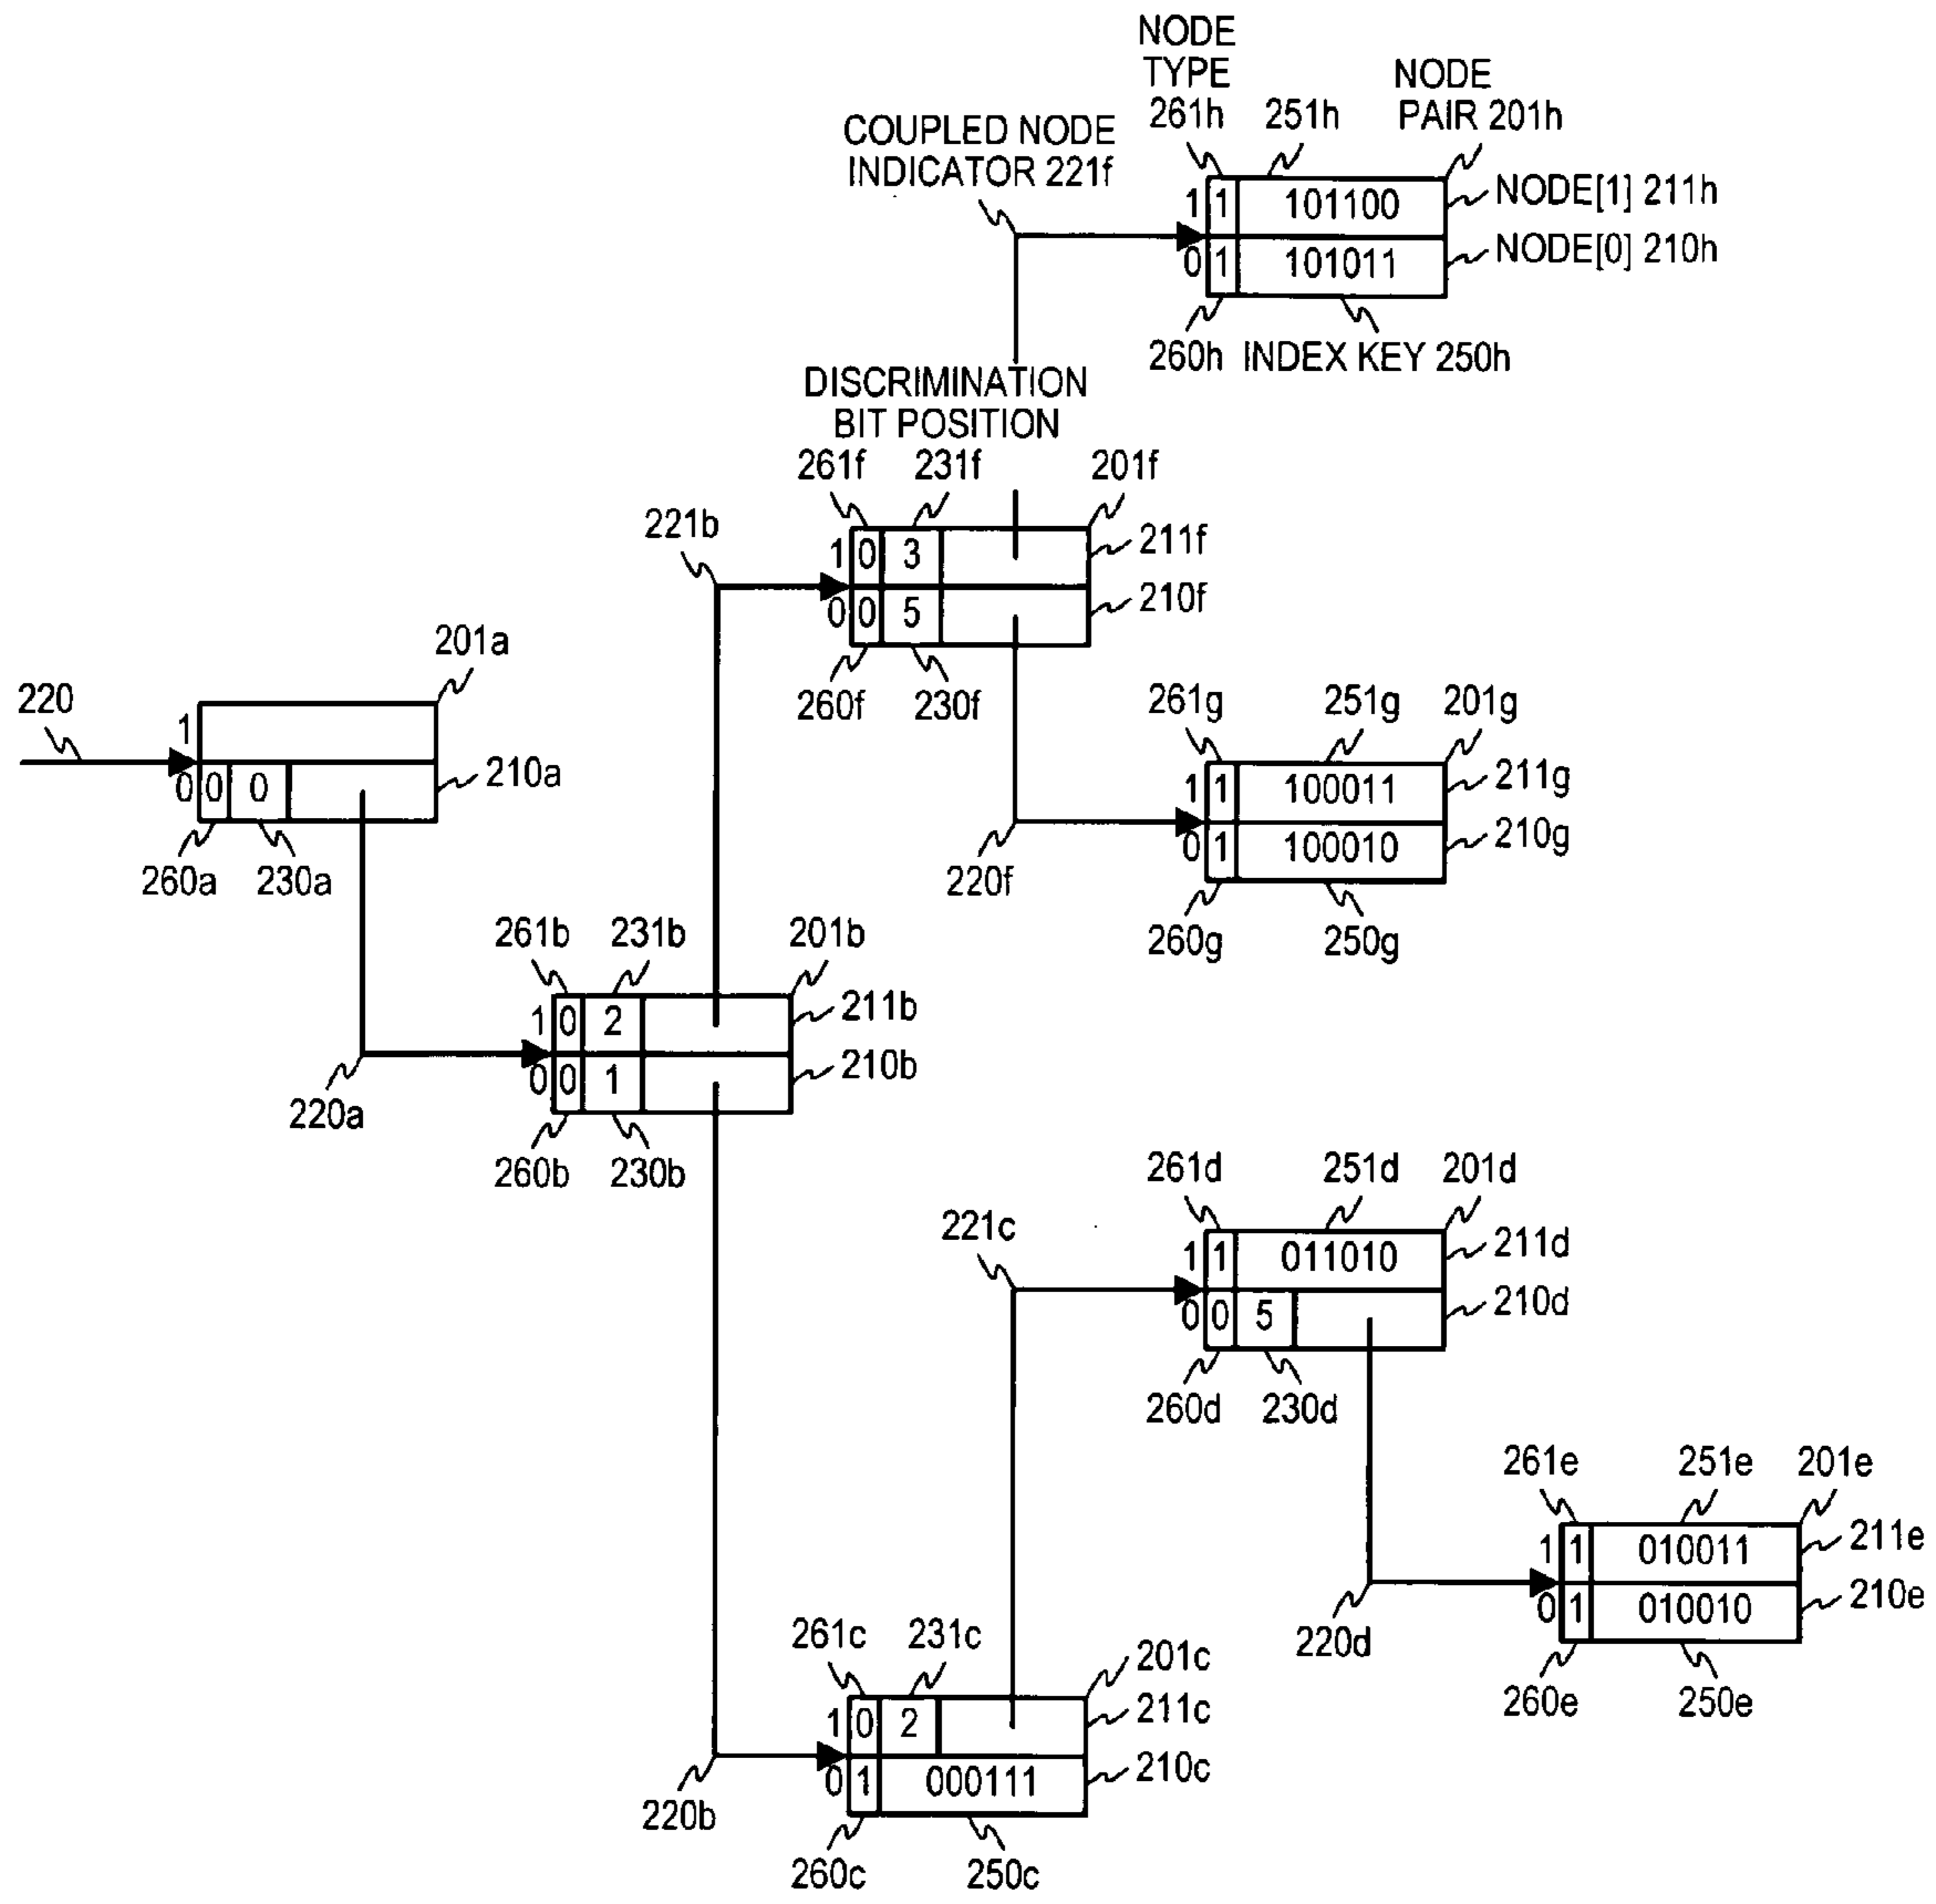 NODE
TYPE
NODE
261h 251h PAIR 201h
COUPLED NODE
INDICATOR 221f
1 1 101100 NODE[1] 211h
0 1 101011 NODE[0] 210h
260h INDEX KEY 250h
DISCRIMINATION
BIT POSITION
261f 231f 201f
221b
1 0 3 211f
0 0 5 210f
260f 230f
201a
220
1
0 0 0 210a
260a 230a
261g 251g 201g
1 1 100011 211g
0 1 100010 210g
220f
260g 250g
261b 231b 201b
1 0 2 211b
0 0 1 210b
220a
260b 230b
261d 251d 201d
221c
1 1 011010 211d
0 0 5 210d
260d 230d
261e 251e 201e
1 1 010011 211e
0 1 010010 210e
220d
260e 250e
261c 231c 201c
1 0 2 211c
0 1 000111 210c
220b
260c 250c